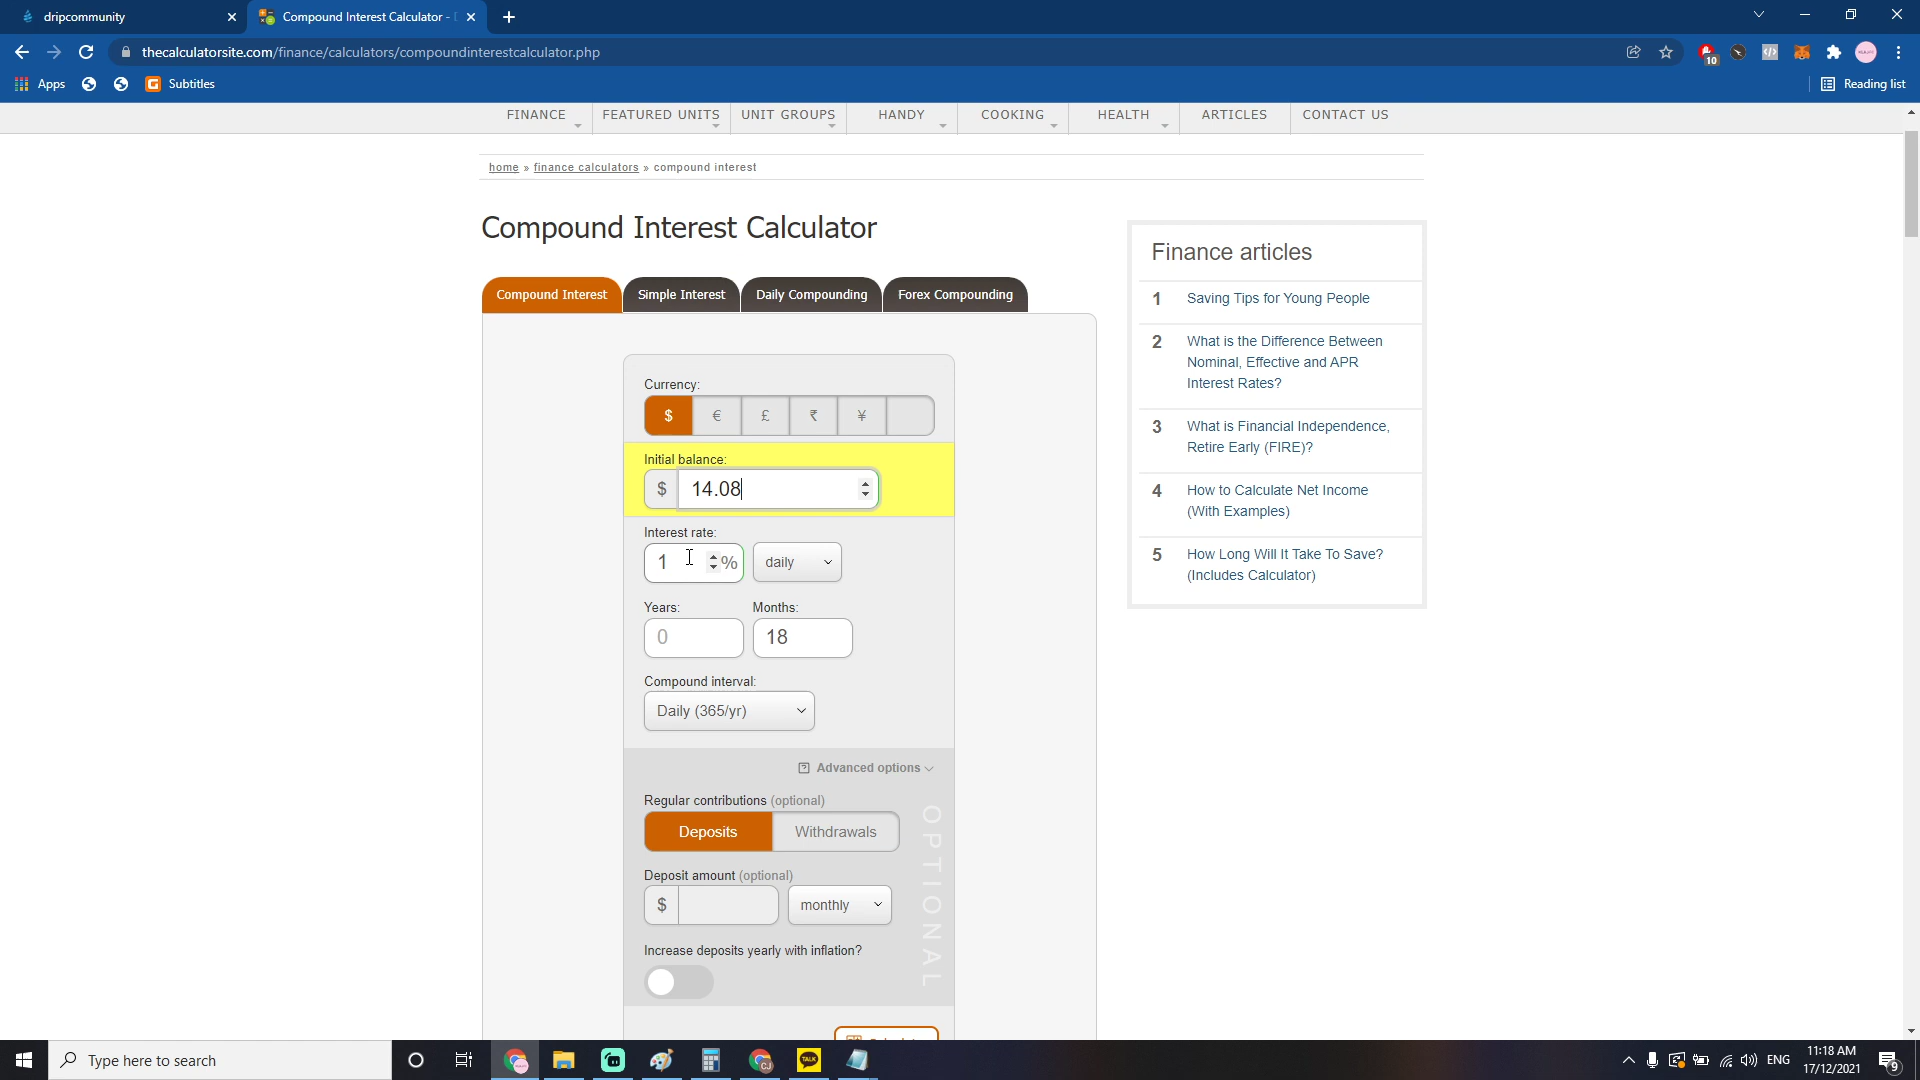 dripcommunity
Compound Interest Calculator -
thecalculatorsite.com/finance/calculators/compoundinterestcalculator.php
10
Apps
Subtitles
Reading list
FINANCE
FEATURED UNITS
UNIT GROUPS
HANDY
COOKING
HEALTH
ARTICLES
CONTACT US
home » finance calculators » compound interest
Compound Interest Calculator
Compound Interest
Simple Interest
Daily Compounding
Forex Compounding
Currency:
$ € £ ₹ ¥
Initial balance:
$ 14.08
Interest rate:
1 % daily
Years: Months:
0 18
Compound interval:
Daily (365/yr)
Advanced options
Regular contributions (optional)
Deposits Withdrawals
Deposit amount (optional)
$ monthly
Increase deposits yearly with inflation?
OPTIONAL
Finance articles
1 Saving Tips for Young People
2 What is the Difference Between
Nominal, Effective and APR
Interest Rates?
3 What is Financial Independence,
Retire Early (FIRE)?
4 How to Calculate Net Income
(With Examples)
5 How Long Will It Take To Save?
(Includes Calculator)
Type here to search
CJ
TALK
ENG
11:18 AM
17/12/2021
9